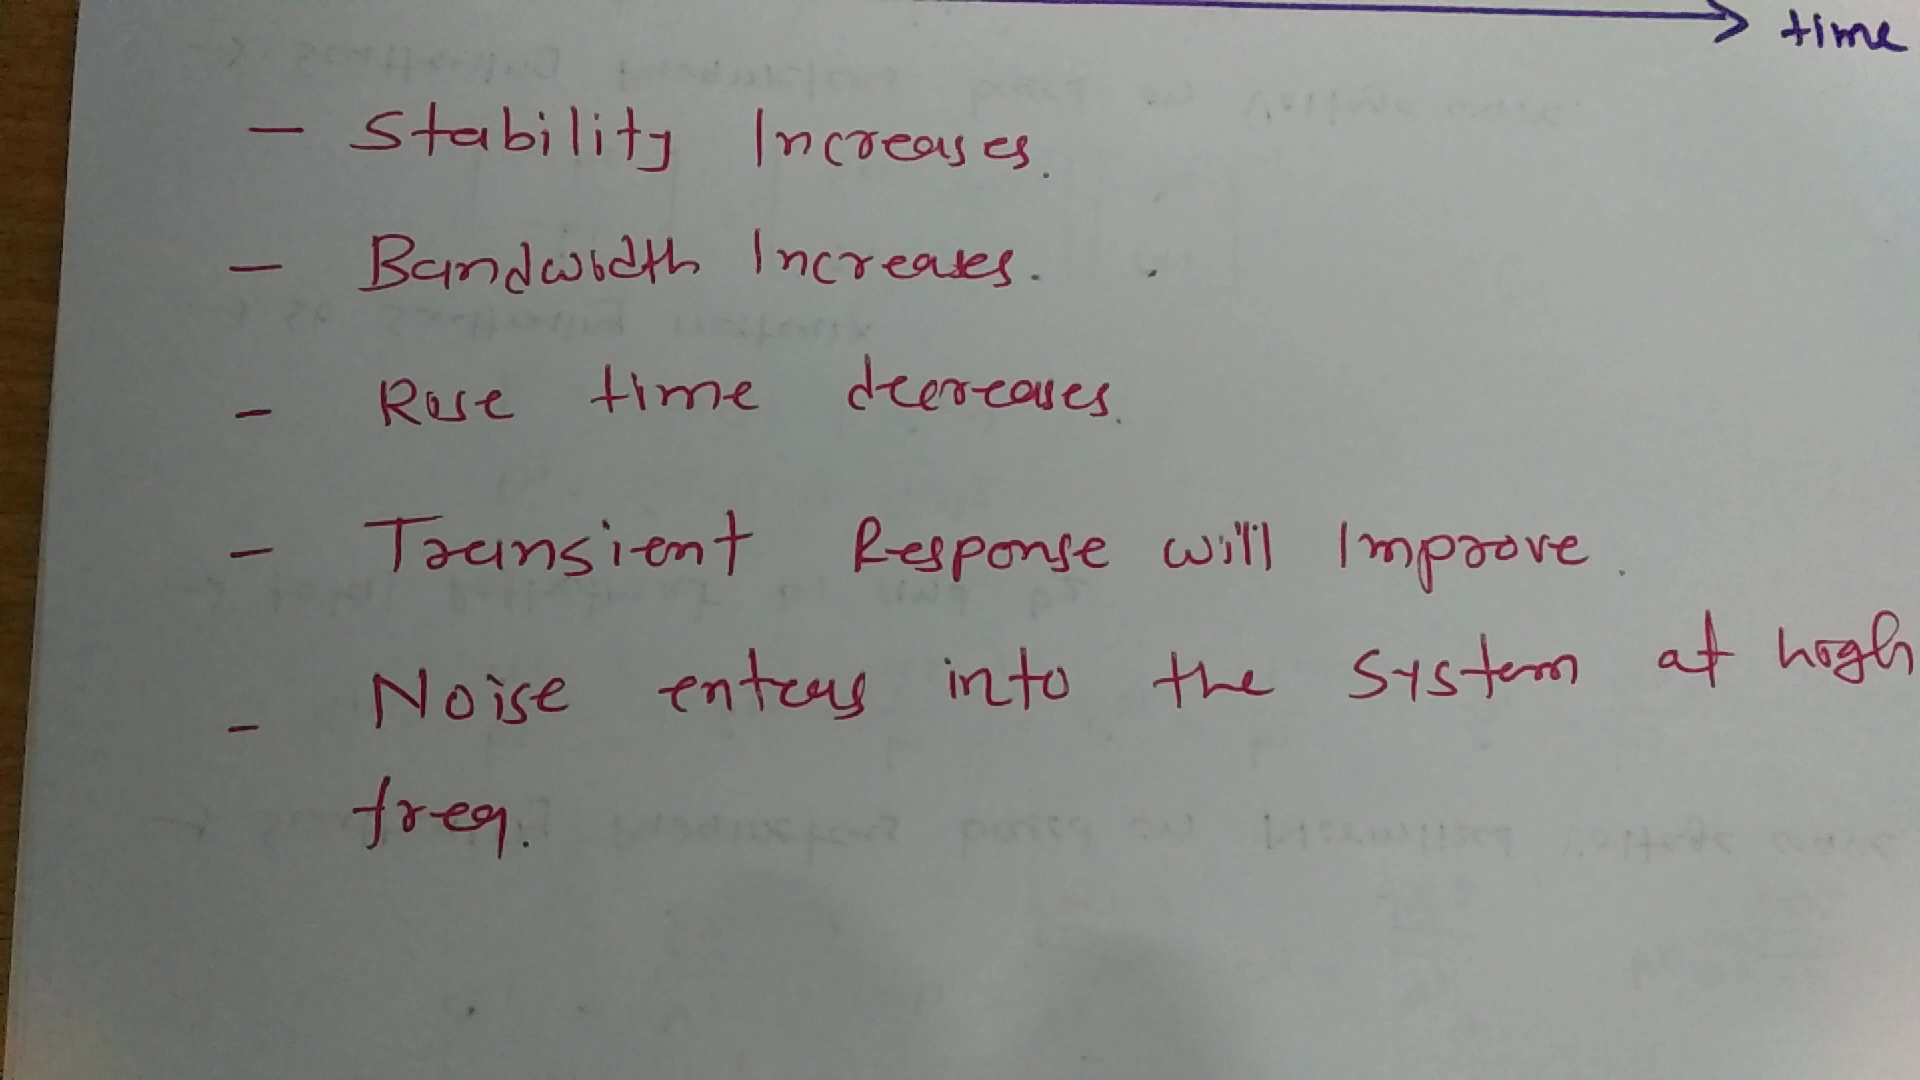 time
- Stability Increases.
- Bandwidth Increases.
- Rise time decreases.
- Transient Response will Improve.
- Noise enters into the System at high
freq.